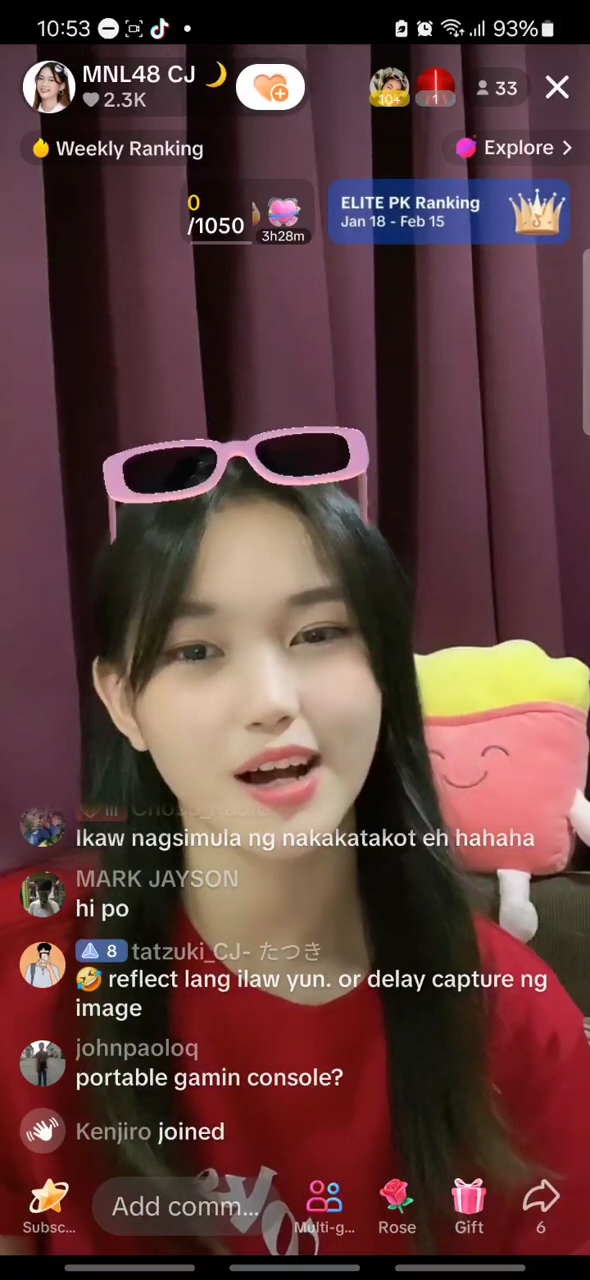 10:53
93%
MNL48 CJ 🌙
2.3K
10+
1
33
Weekly Ranking
Explore >
0
/1050
3h28m
ELITE PK Ranking
Jan 18 - Feb 15
Ikaw nagsimula ng nakakatakot eh hahaha
MARK JAYSON
hi po
8 tatzuki_CJ- たつき
🤣 reflect lang ilaw yun. or delay capture ng
image
johnpaoloq
portable gamin console?
Kenjiro joined
Subsc...
Add comm...
Multi-g...
Rose
Gift
6